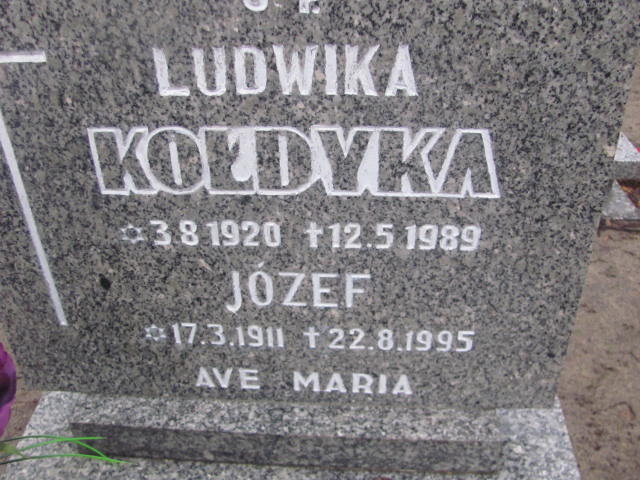 LUDWIKA
KOŁDYKA
✡ 3.8 1920 ✝ 12.5 1989
JÓZEF
✡ 17.3.1911 ✝ 22.8.1995
AVE MARIA